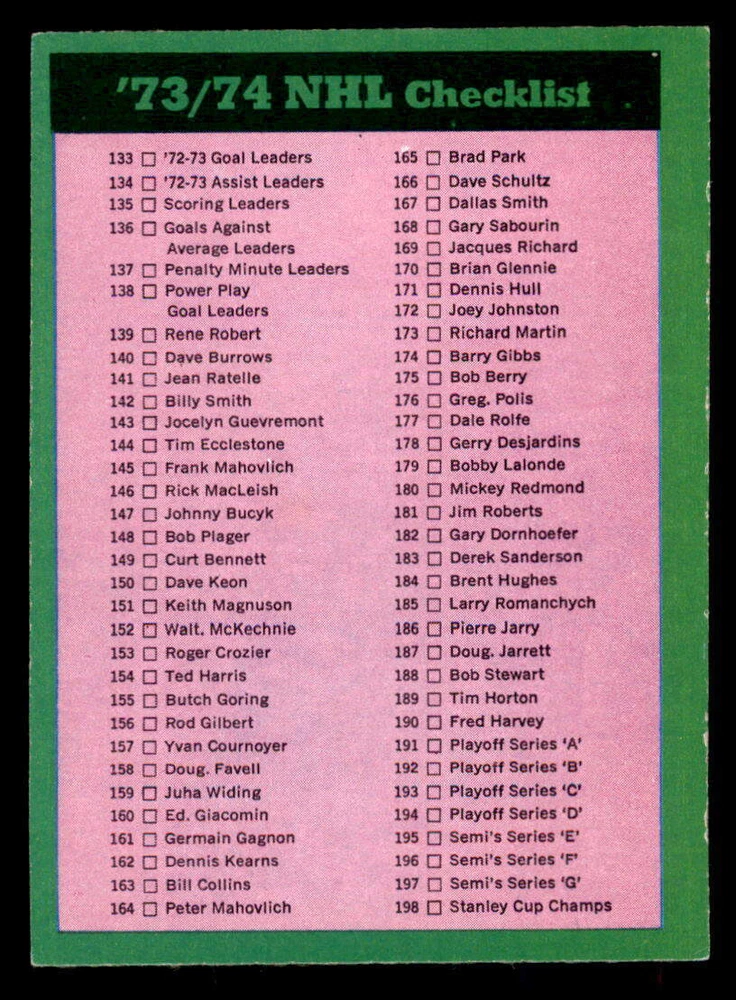 '73/74 NHL Checklist
133 □ '72-73 Goal Leaders
134 □ '72-73 Assist Leaders
135 □ Scoring Leaders
136 □ Goals Against
Average Leaders
137 □ Penalty Minute Leaders
138 □ Power Play
Goal Leaders
139 □ Rene Robert
140 □ Dave Burrows
141 □ Jean Ratelle
142 □ Billy Smith
143 □ Jocelyn Guevremont
144 □ Tim Ecclestone
145 □ Frank Mahovlich
146 □ Rick MacLeish
147 □ Johnny Bucyk
148 □ Bob Plager
149 □ Curt Bennett
150 □ Dave Keon
151 □ Keith Magnuson
152 □ Walt. McKechnie
153 □ Roger Crozier
154 □ Ted Harris
155 □ Butch Goring
156 □ Rod Gilbert
157 □ Yvan Cournoyer
158 □ Doug. Favell
159 □ Juha Widing
160 □ Ed. Giacomin
161 □ Germain Gagnon
162 □ Dennis Kearns
163 □ Bill Collins
164 □ Peter Mahovlich
165 □ Brad Park
166 □ Dave Schultz
167 □ Dallas Smith
168 □ Gary Sabourin
169 □ Jacques Richard
170 □ Brian Glennie
171 □ Dennis Hull
172 □ Joey Johnston
173 □ Richard Martin
174 □ Barry Gibbs
175 □ Bob Berry
176 □ Greg. Polis
177 □ Dale Rolfe
178 □ Gerry Desjardins
179 □ Bobby Lalonde
180 □ Mickey Redmond
181 □ Jim Roberts
182 □ Gary Dornhoefer
183 □ Derek Sanderson
184 □ Brent Hughes
185 □ Larry Romanchych
186 □ Pierre Jarry
187 □ Doug. Jarrett
188 □ Bob Stewart
189 □ Tim Horton
190 □ Fred Harvey
191 □ Playoff Series 'A'
192 □ Playoff Series 'B'
193 □ Playoff Series 'C'
194 □ Playoff Series 'D'
195 □ Semi's Series 'E'
196 □ Semi's Series 'F'
197 □ Semi's Series 'G'
198 □ Stanley Cup Champs